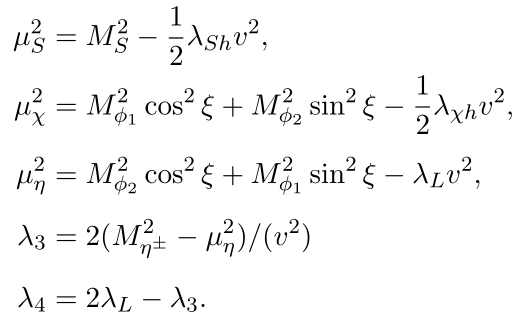 μ_S^2 = M_S^2 − \frac{1}{2} λ_{Sh} v^2,
μ_χ^2 = M_{ϕ_1}^2 cos^2 ξ + M_{ϕ_2}^2 sin^2 ξ − \frac{1}{2} λ_{χh} v^2,
μ_η^2 = M_{ϕ_2}^2 cos^2 ξ + M_{ϕ_1}^2 sin^2 ξ − λ_L v^2,
λ_3 = 2(M_{η^±}^2 − μ_η^2)/(v^2)
λ_4 = 2λ_L − λ_3.